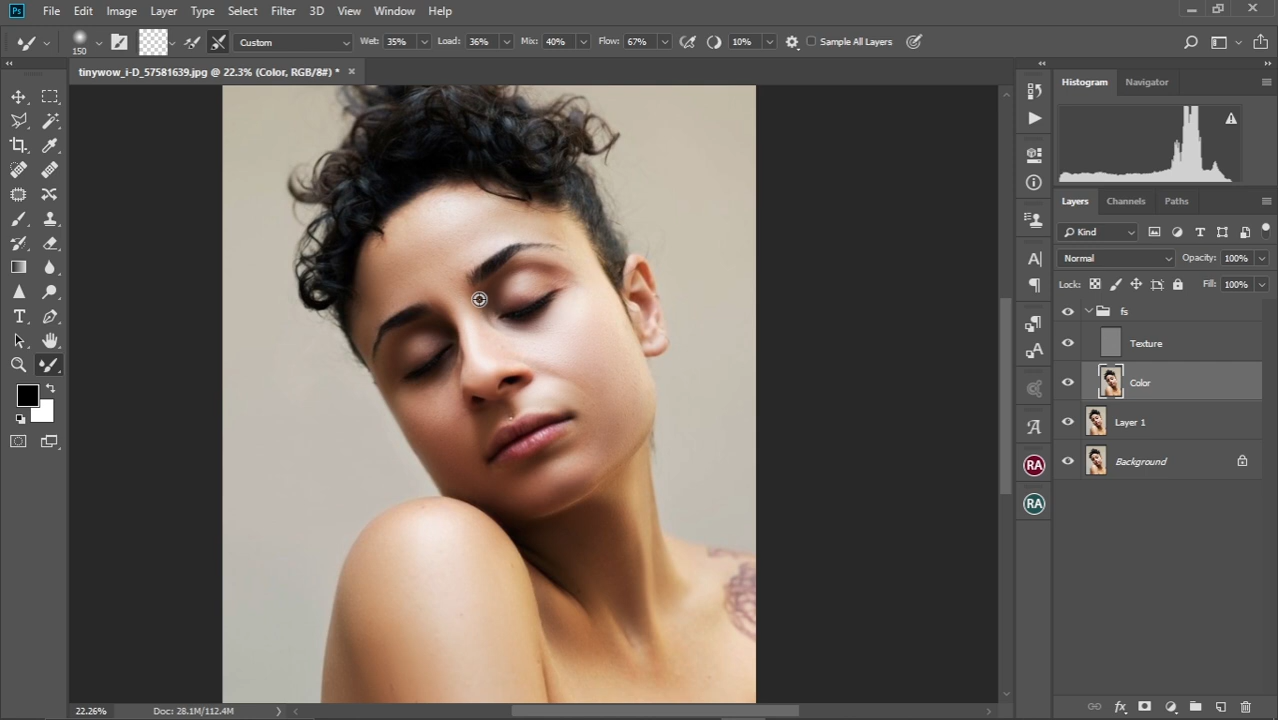 Ps File Edit Image Layer Type Select Filter 3D View Window Help
150 Custom Wet: 35% Load: 36% Mix: 40% Flow: 67% 10% Sample All Layers
tinywow_i-D_57581639.jpg @ 22.3% (Color, RGB/8#) *
Histogram Navigator
Layers Channels Paths
Kind
Normal Opacity: 100%
Lock: Fill: 100%
fs
Texture
Color
Layer 1
Background
RA
RA
22.26% Doc: 28.1M/112.4M